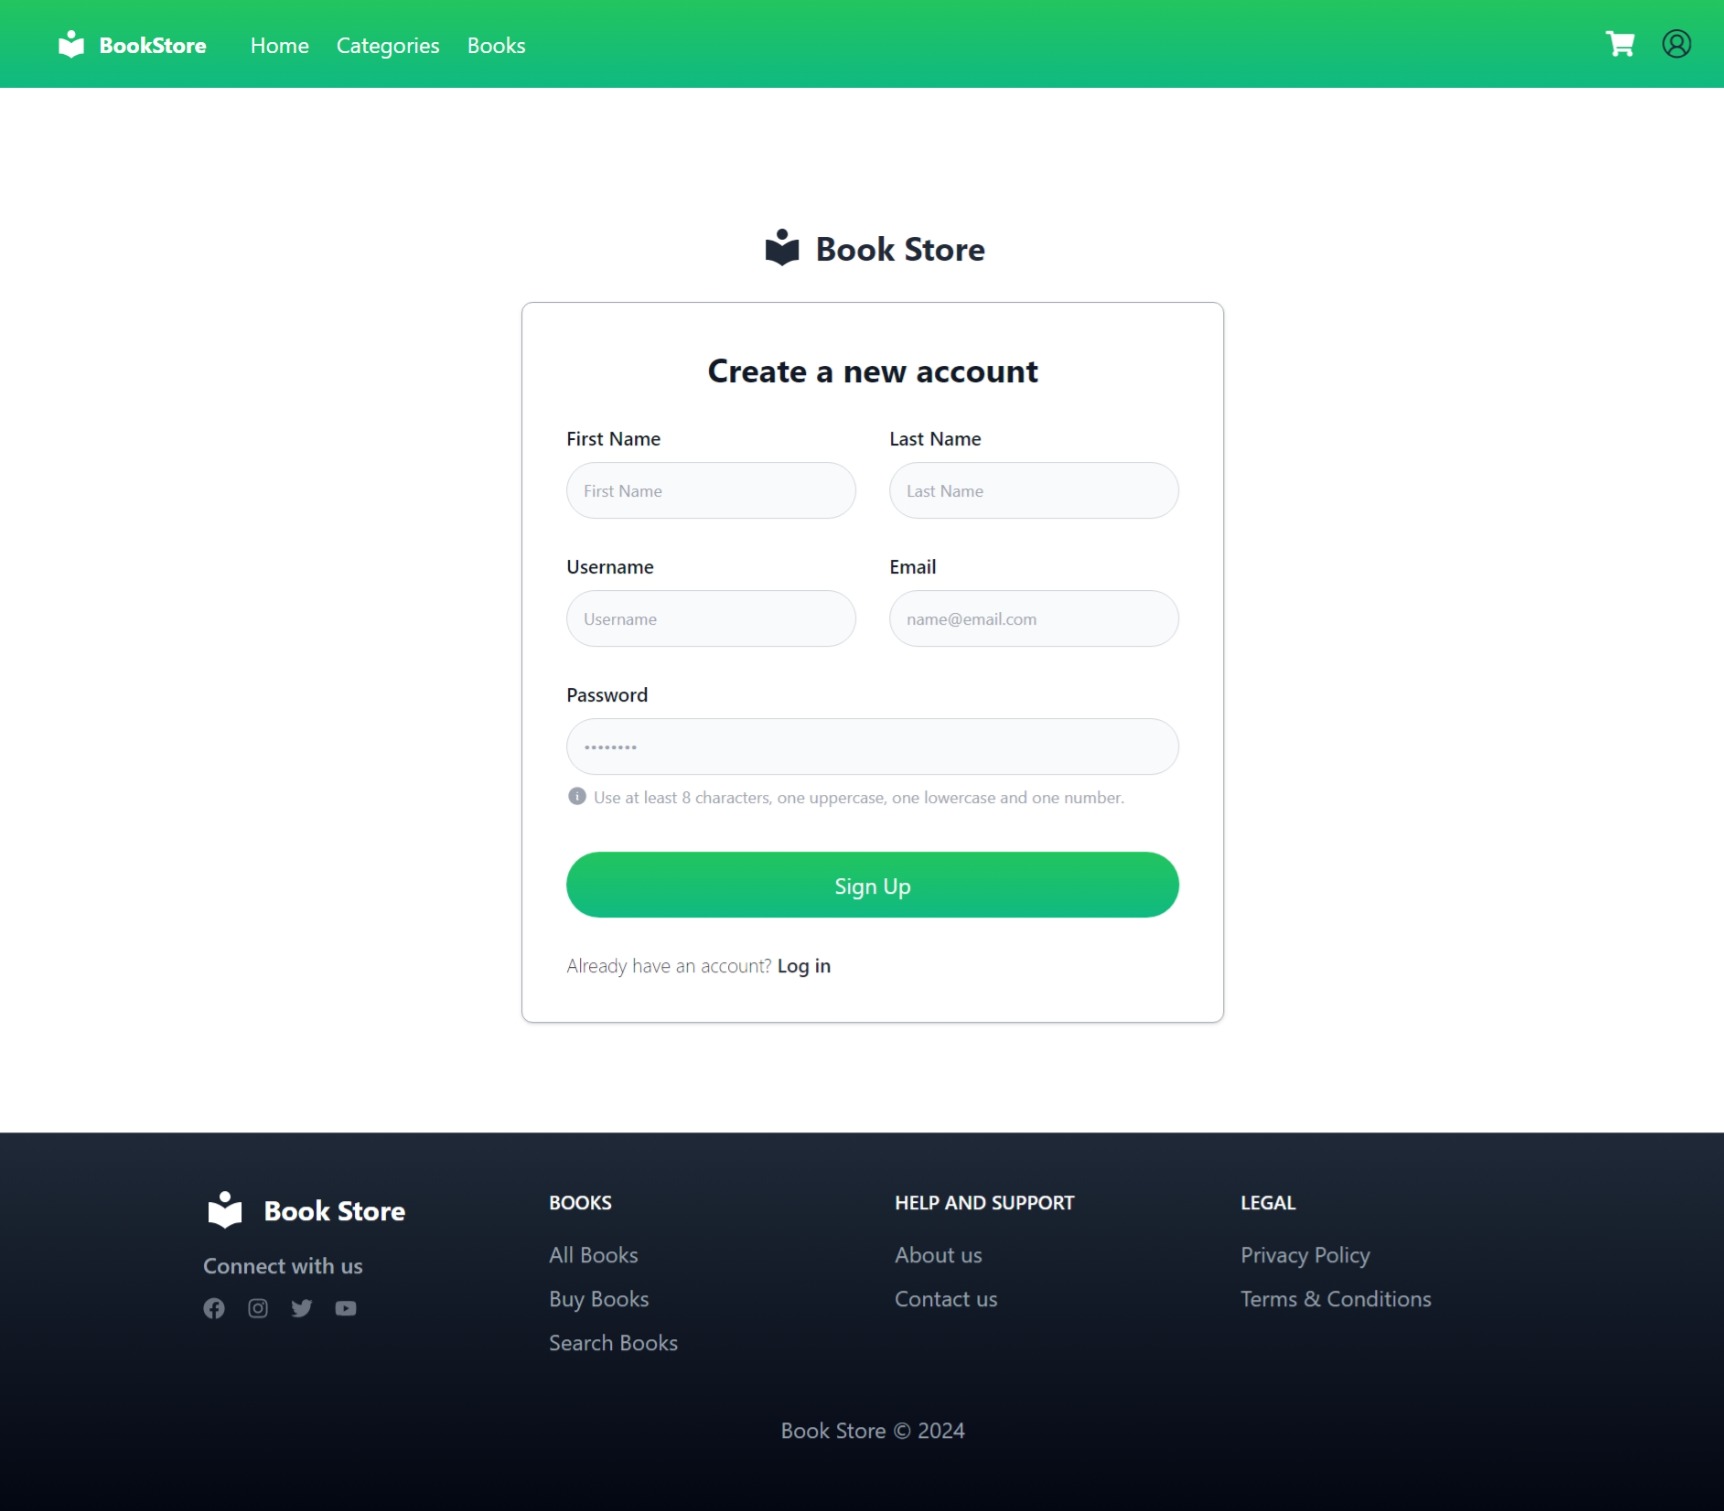 BookStore Home Categories Books
Book Store
Create a new account
First Name Last Name
First Name Last Name
Username Email
Username name@email.com
Password
••••••••
Use at least 8 characters, one uppercase, one lowercase and one number.
Sign Up
Already have an account? Log in
Book Store
Connect with us
BOOKS
All Books
Buy Books
Search Books
HELP AND SUPPORT
About us
Contact us
LEGAL
Privacy Policy
Terms & Conditions
Book Store © 2024